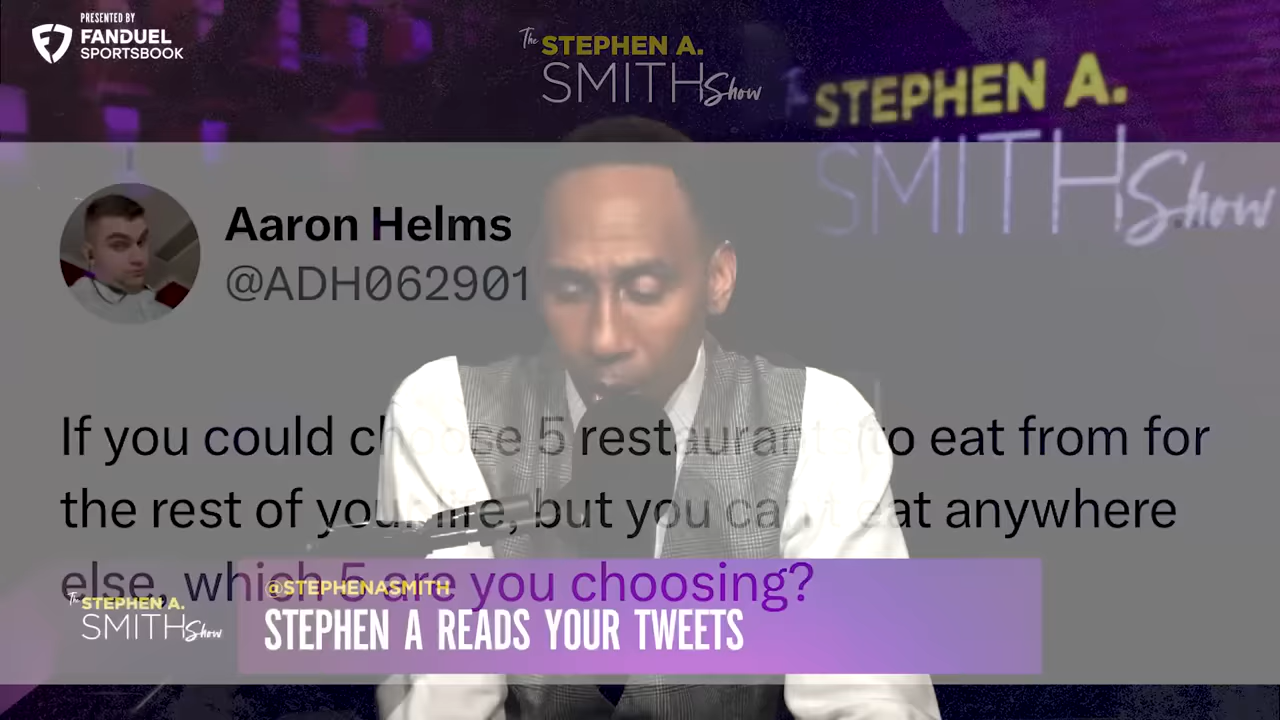 PRESENTED BY
FANDUEL
SPORTSBOOK
The STEPHEN A.
SMITH Show
STEPHEN A.
SMITH Show
Aaron Helms
@ADH062901
If you could choose 5 restaurants to eat from for
the rest of your life, but you can't eat anywhere
else, which 5 are you choosing?
@STEPHENASMITH
The STEPHEN A.
SMITH Show
STEPHEN A READS YOUR TWEETS